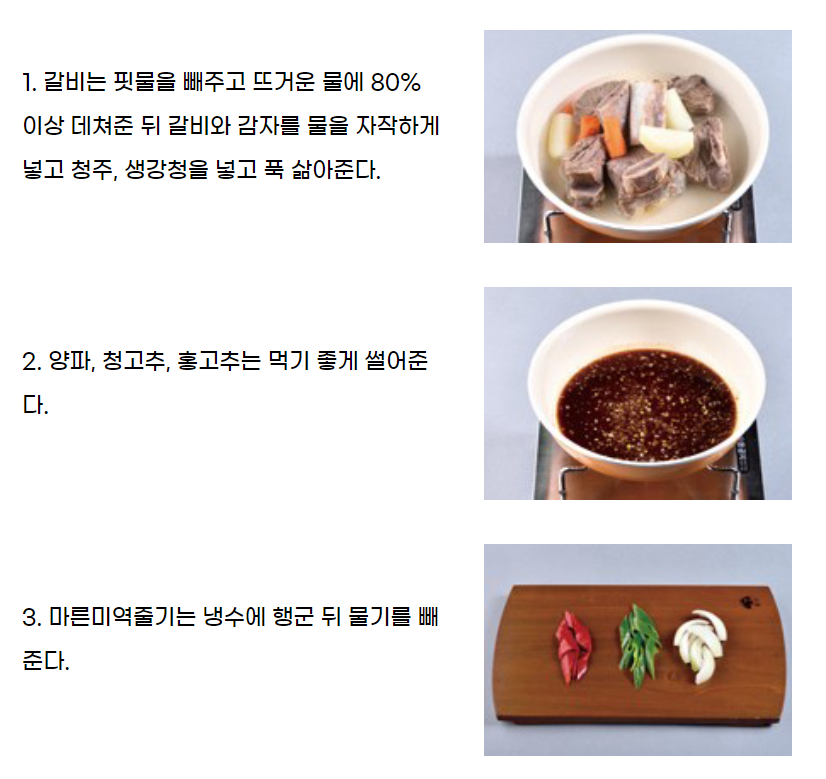 1. 갈비는 핏물을 빼주고 뜨거운 물에 80%
이상 데쳐준 뒤 갈비와 감자를 물을 자작하게
넣고 청주, 생강청을 넣고 푹 삶아준다.
2. 양파, 청고추, 홍고추는 먹기 좋게 썰어준
다.
3. 마른미역줄기는 냉수에 행군 뒤 물기를 빼
준다.